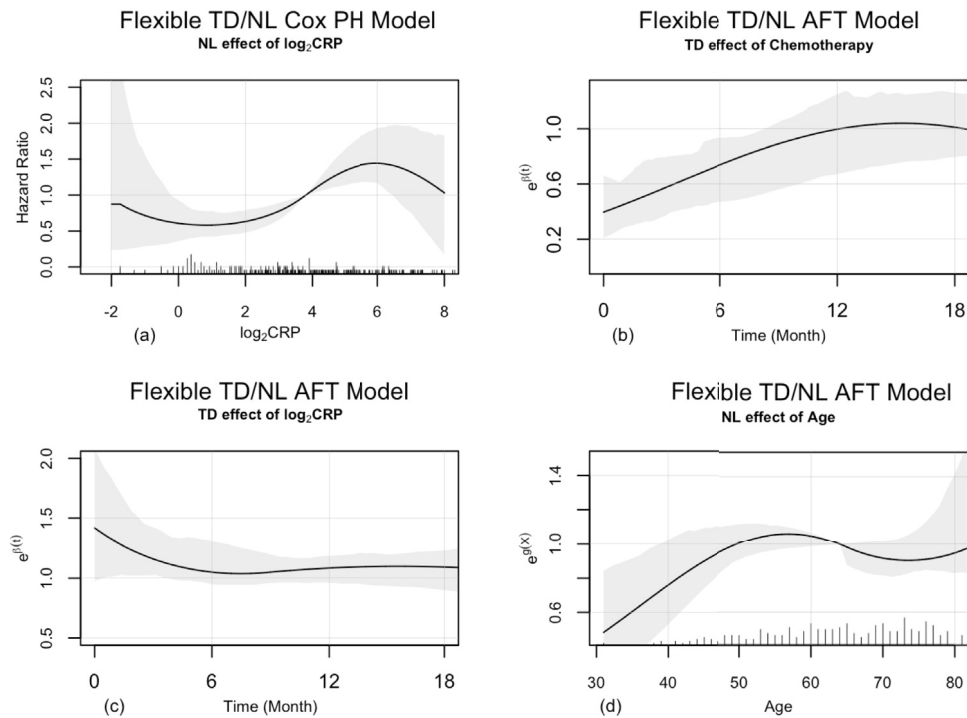 Flexible TD/NL Cox PH Model
NL effect of log₂CRP
Hazard Ratio
2.5
2.0
1.5
1.0
0.5
0.0
-2 0 2 4 6 8
(a) log₂CRP
Flexible TD/NL AFT Model
TD effect of Chemotherapy
e^β(t)
1.0
0.6
0.2
0 6 12 18
(b) Time (Month)
Flexible TD/NL AFT Model
TD effect of log₂CRP
e^β(t)
2.0
1.5
1.0
0.5
0 6 12 18
(c) Time (Month)
Flexible TD/NL AFT Model
NL effect of Age
e^g(X)
1.4
1.0
0.6
30 40 50 60 70 80
(d) Age